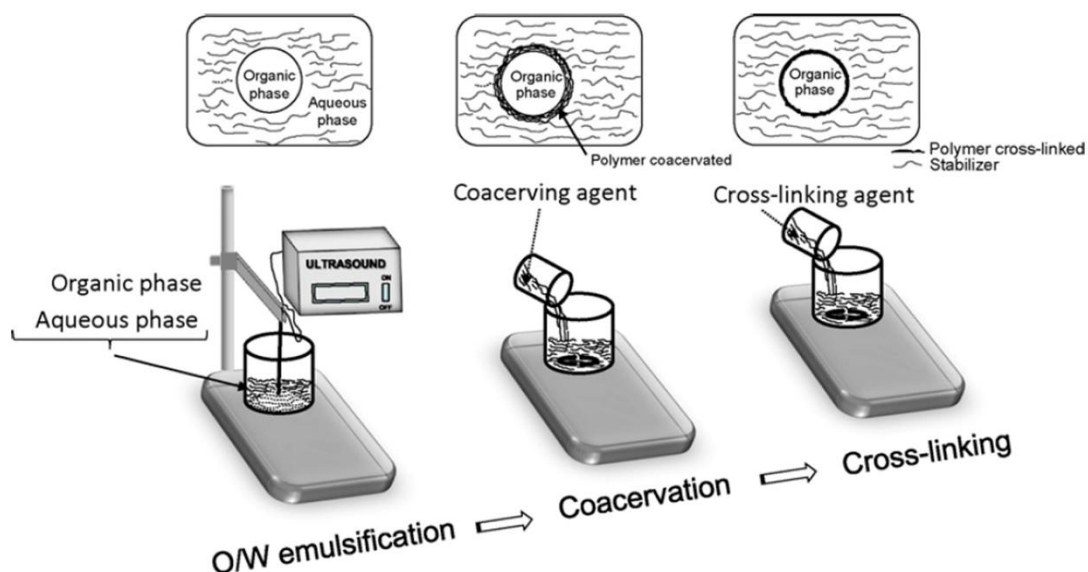 Organic
phase
Aqueous
phase
Organic
phase
Polymer coacervated
Organic
phase
Polymer cross-linked
Stabilizer
Coacerving agent
Cross-linking agent
ULTRASOUND
ON
OFF
Organic phase
Aqueous phase
O/W emulsification
Coacervation
Cross-linking